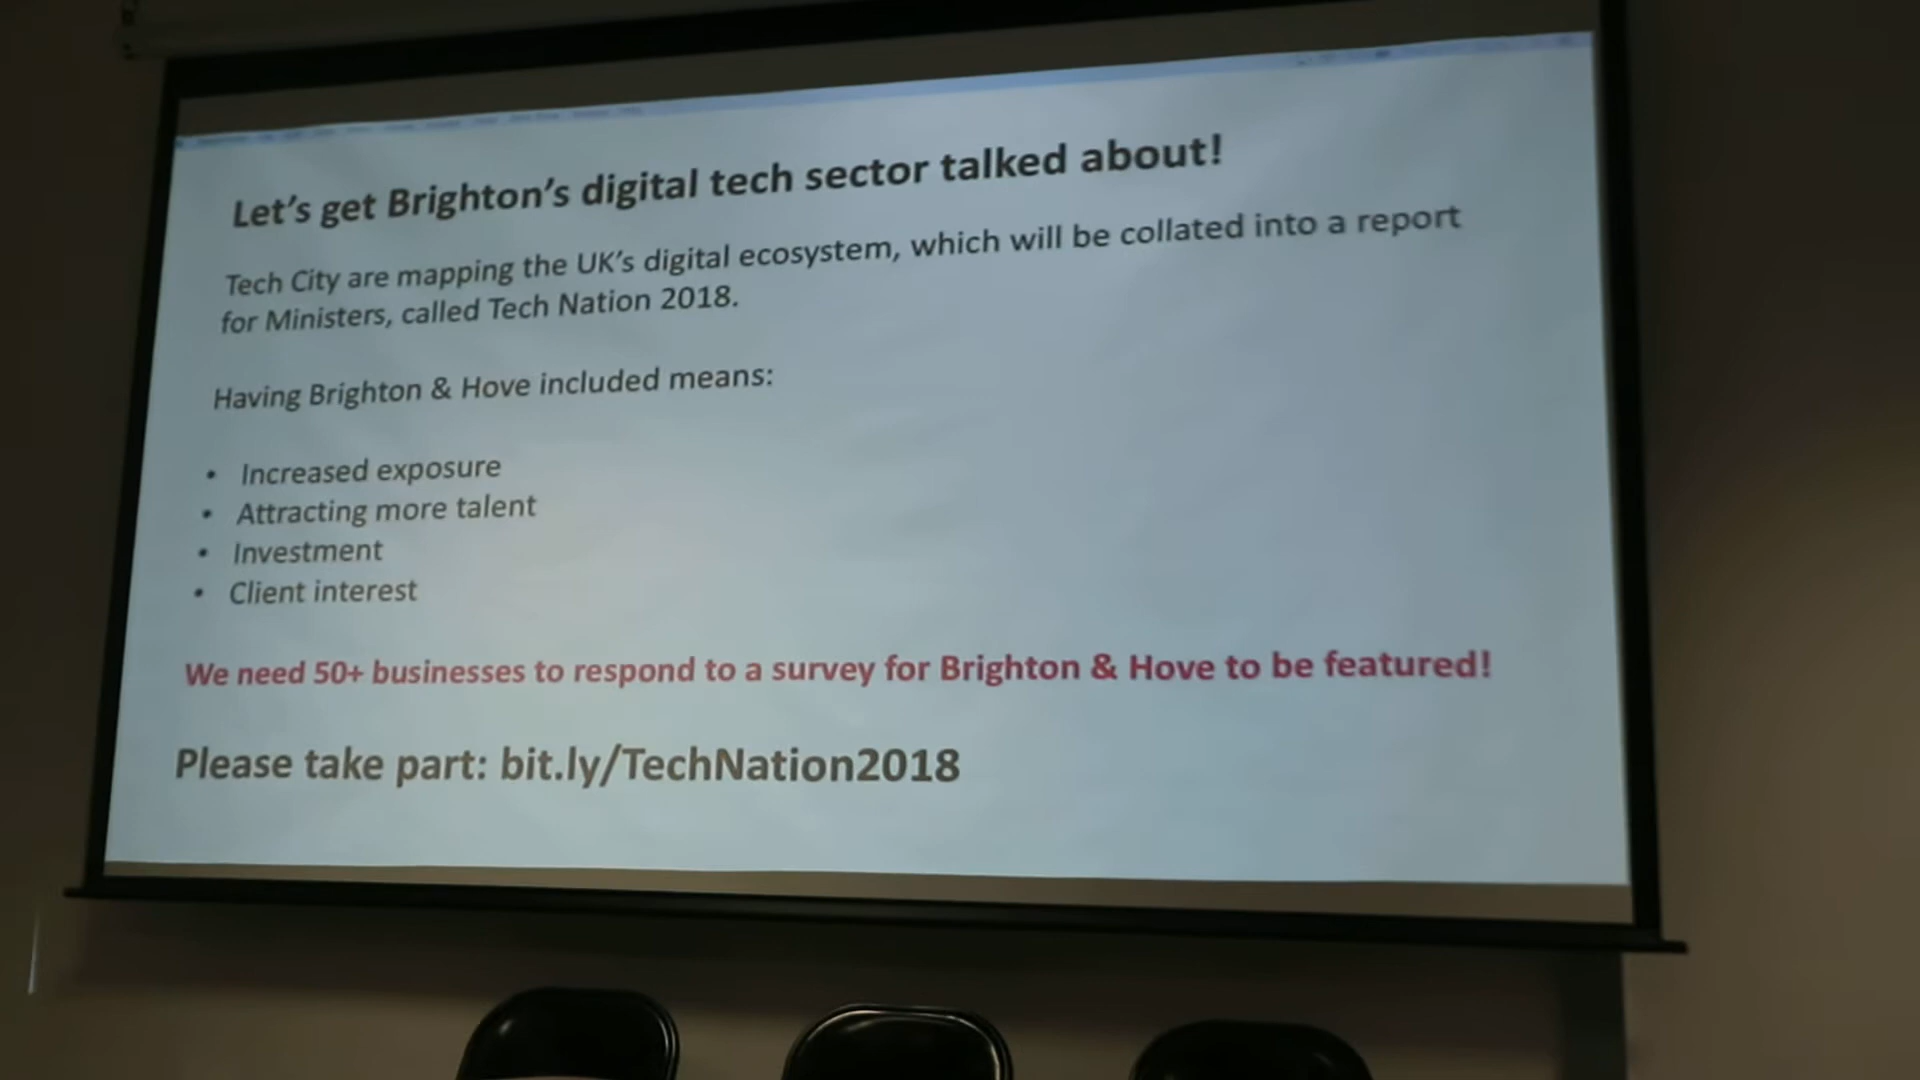 Let's get Brighton's digital tech sector talked about!
Tech City are mapping the UK's digital ecosystem, which will be collated into a report
for Ministers, called Tech Nation 2018.
Having Brighton & Hove included means:
• Increased exposure
• Attracting more talent
• Investment
• Client interest
We need 50+ businesses to respond to a survey for Brighton & Hove to be featured!
Please take part: bit.ly/TechNation2018